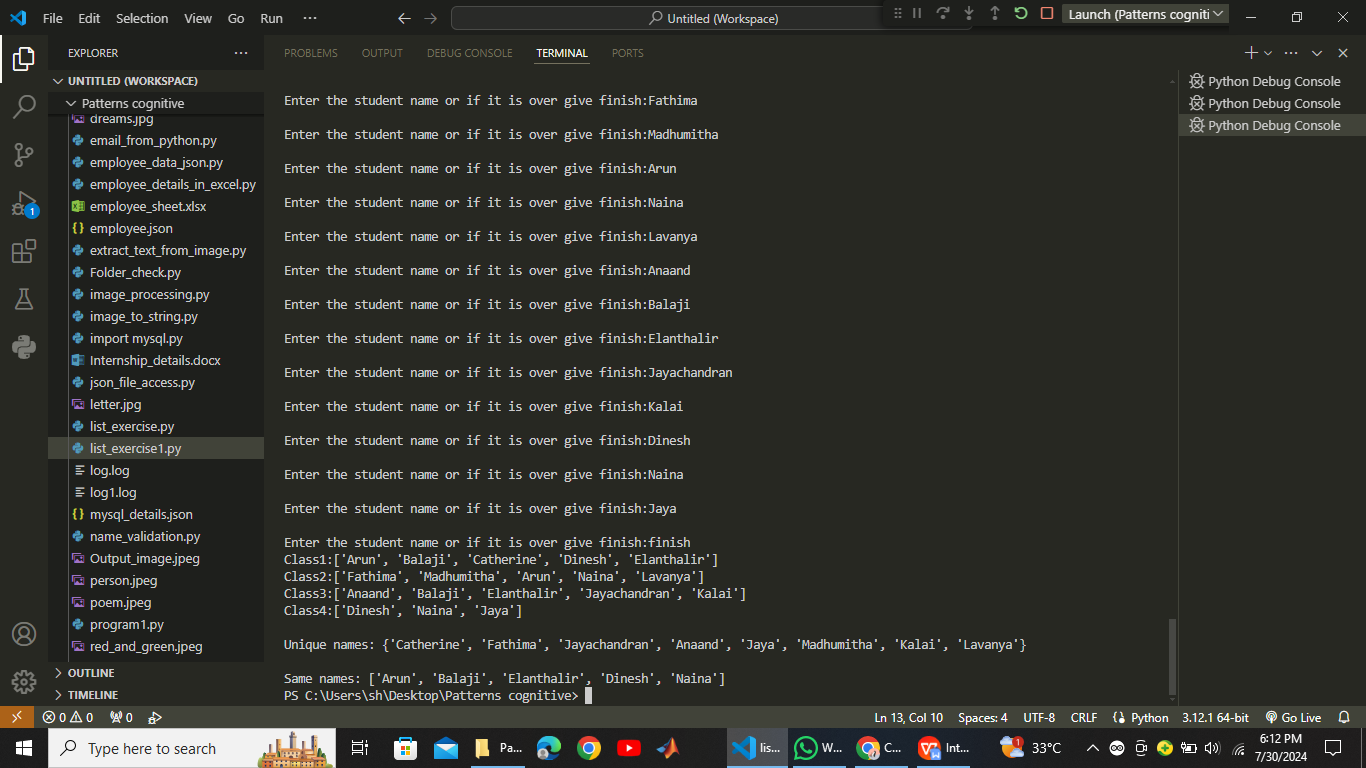 File Edit Selection View Go Run ··· Untitled (Workspace) Launch (Patterns cogniti
EXPLORER ···
PROBLEMS OUTPUT DEBUG CONSOLE TERMINAL PORTS
UNTITLED (WORKSPACE)
Patterns cognitive
dreams.jpg
email_from_python.py
employee_data_json.py
employee_details_in_excel.py
employee_sheet.xlsx
employee.json
extract_text_from_image.py
Folder_check.py
image_processing.py
image_to_string.py
import mysql.py
Internship_details.docx
json_file_access.py
letter.jpg
list_exercise.py
list_exercise1.py
log.log
log1.log
mysql_details.json
name_validation.py
Output_image.jpeg
person.jpeg
poem.jpeg
program1.py
red_and_green.jpeg
OUTLINE
TIMELINE
1
Enter the student name or if it is over give finish:Fathima
Enter the student name or if it is over give finish:Madhumitha
Enter the student name or if it is over give finish:Arun
Enter the student name or if it is over give finish:Naina
Enter the student name or if it is over give finish:Lavanya
Enter the student name or if it is over give finish:Anaand
Enter the student name or if it is over give finish:Balaji
Enter the student name or if it is over give finish:Elanthalir
Enter the student name or if it is over give finish:Jayachandran
Enter the student name or if it is over give finish:Kalai
Enter the student name or if it is over give finish:Dinesh
Enter the student name or if it is over give finish:Naina
Enter the student name or if it is over give finish:Jaya
Enter the student name or if it is over give finish:finish
Class1:['Arun', 'Balaji', 'Catherine', 'Dinesh', 'Elanthalir']
Class2:['Fathima', 'Madhumitha', 'Arun', 'Naina', 'Lavanya']
Class3:['Anaand', 'Balaji', 'Elanthalir', 'Jayachandran', 'Kalai']
Class4:['Dinesh', 'Naina', 'Jaya']
Unique names: {'Catherine', 'Fathima', 'Jayachandran', 'Anaand', 'Jaya', 'Madhumitha', 'Kalai', 'Lavanya'}
Same names: ['Arun', 'Balaji', 'Elanthalir', 'Dinesh', 'Naina']
PS C:\Users\sh\Desktop\Patterns cognitive>
Python Debug Console
Python Debug Console
Python Debug Console
0 0 0 Ln 13, Col 10 Spaces: 4 UTF-8 CRLF Python 3.12.1 64-bit Go Live
Type here to search Pa... lis... W... C... Int... 1 33°C 6:12 PM
7/30/2024